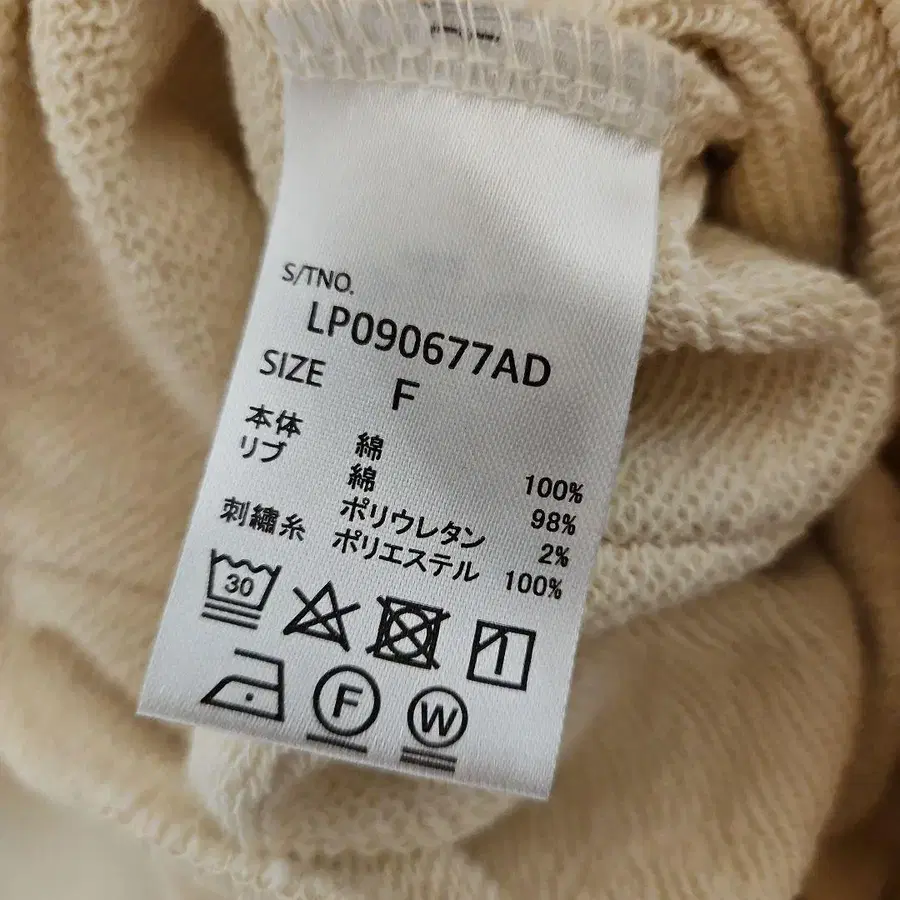 S/TNO.
LP090677AD
SIZE F
本体 綿 100%
リブ 綿 98%
ポリウレタン 2%
刺繍糸 ポリエステル 100%
30
F W